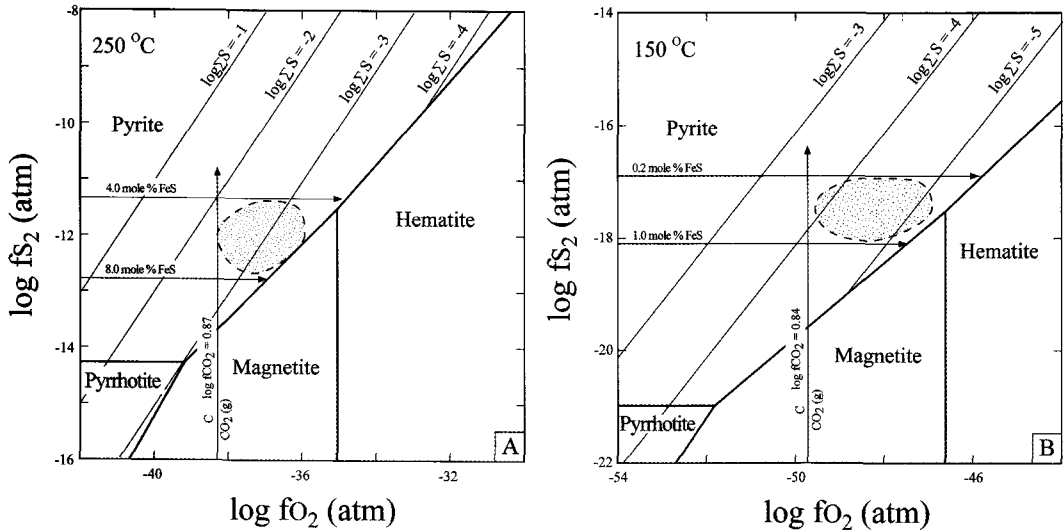 250 °C
log ΣS = -1
log ΣS = -2
log ΣS = -3
log ΣS = -4
Pyrite
4.0 mole % FeS
8.0 mole % FeS
Hematite
Magnetite
Pyrrhotite
C log fCO2 = 0.87
CO2 (g)
A
-8
-10
-12
-14
-16
-40
-36
-32
log fS2 (atm)
log fO2 (atm)
150 °C
log ΣS = -3
log ΣS = -4
log ΣS = -5
Pyrite
0.2 mole % FeS
1.0 mole % FeS
Hematite
Magnetite
Pyrrhotite
C log fCO2 = 0.84
CO2 (g)
B
-14
-16
-18
-20
-22
-54
-50
-46
log fS2 (atm)
log fO2 (atm)